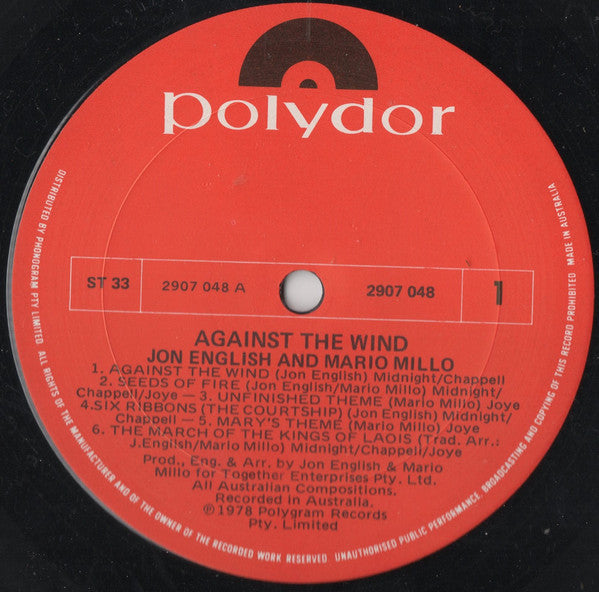 polydor
ST 33
2907 048 A
2907 048
1
AGAINST THE WIND
JON ENGLISH AND MARIO MILLO
1. AGAINST THE WIND (Jon English) Midnight/Chappell
2. SEEDS OF FIRE (Jon English/Mario Millo) Midnight/
Chappell/Joye — 3. UNFINISHED THEME (Mario Millo) Joye
4.SIX RIBBONS (THE COURTSHIP) (Jon English) Midnight/
Chappell — 5. MARY'S THEME (Mario Millo) Joye
6. THE MARCH OF THE KINGS OF LAOIS (Trad. Arr.:
J.English/Mario Millo) Midnight/Chappell/Joye
Prod., Eng. & Arr. by Jon English & Mario
Millo for Together Enterprises Pty. Ltd.
All Australian Compositions.
Recorded in Australia.
℗1978 Polygram Records
Pty. Limited
DISTRIBUTED BY PHONOGRAM PTY LIMITED. ALL RIGHTS OF THE MANUFACTURER AND OF THE OWNER OF THE RECORDED WORK RESERVED. UNAUTHORISED PUBLIC PERFORMANCE, BROADCASTING AND COPYING OF THIS RECORD PROHIBITED. MADE IN AUSTRALIA